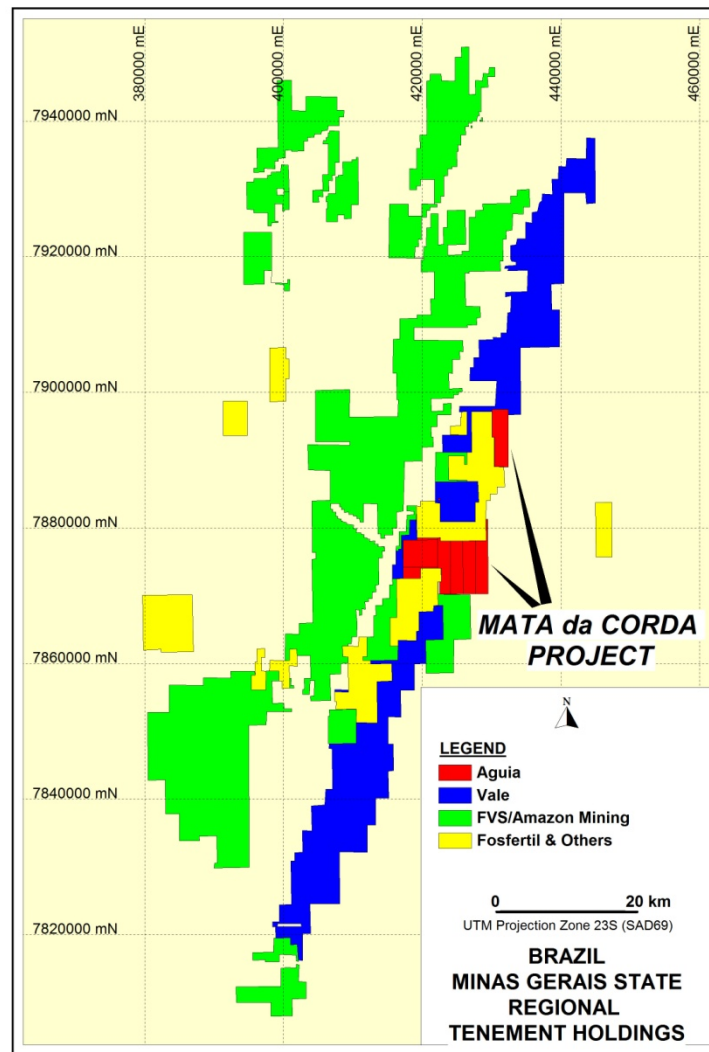 380000 mE
400000 mE
420000 mE
440000 mE
460000 mE
7940000 mN
7920000 mN
7900000 mN
7880000 mN
7860000 mN
7840000 mN
7820000 mN
MATA da CORDA
PROJECT
N
LEGEND
Aguia
Vale
FVS/Amazon Mining
Fosfertil & Others
0 20 km
UTM Projection Zone 23S (SAD69)
BRAZIL
MINAS GERAIS STATE
REGIONAL
TENEMENT HOLDINGS